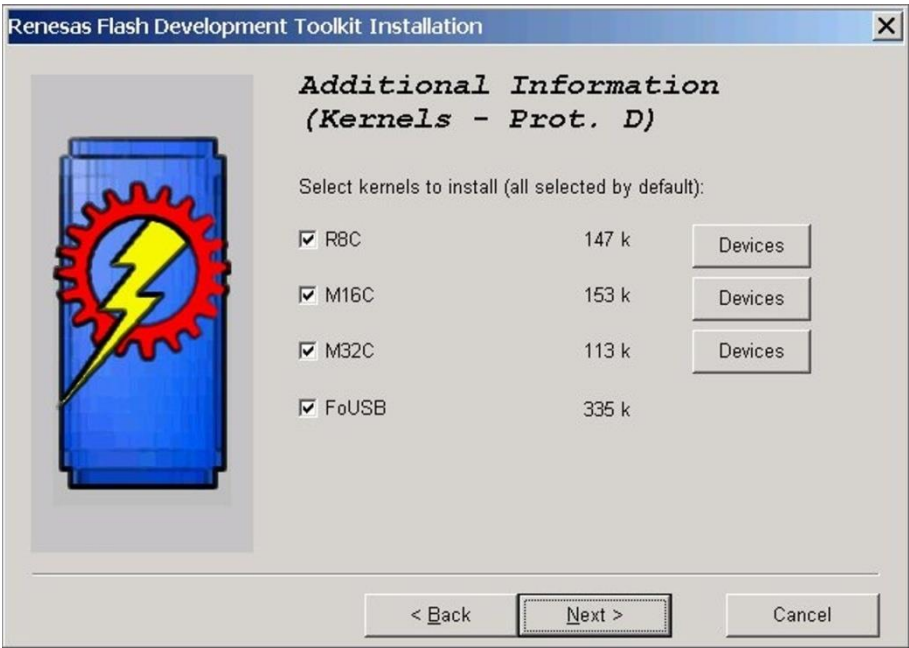 Renesas Flash Development Toolkit Installation
Additional Information
(Kernels - Prot. D)
Select kernels to install (all selected by default):
R8C 147 k Devices
M16C 153 k Devices
M32C 113 k Devices
FoUSB 335 k
< Back Next > Cancel